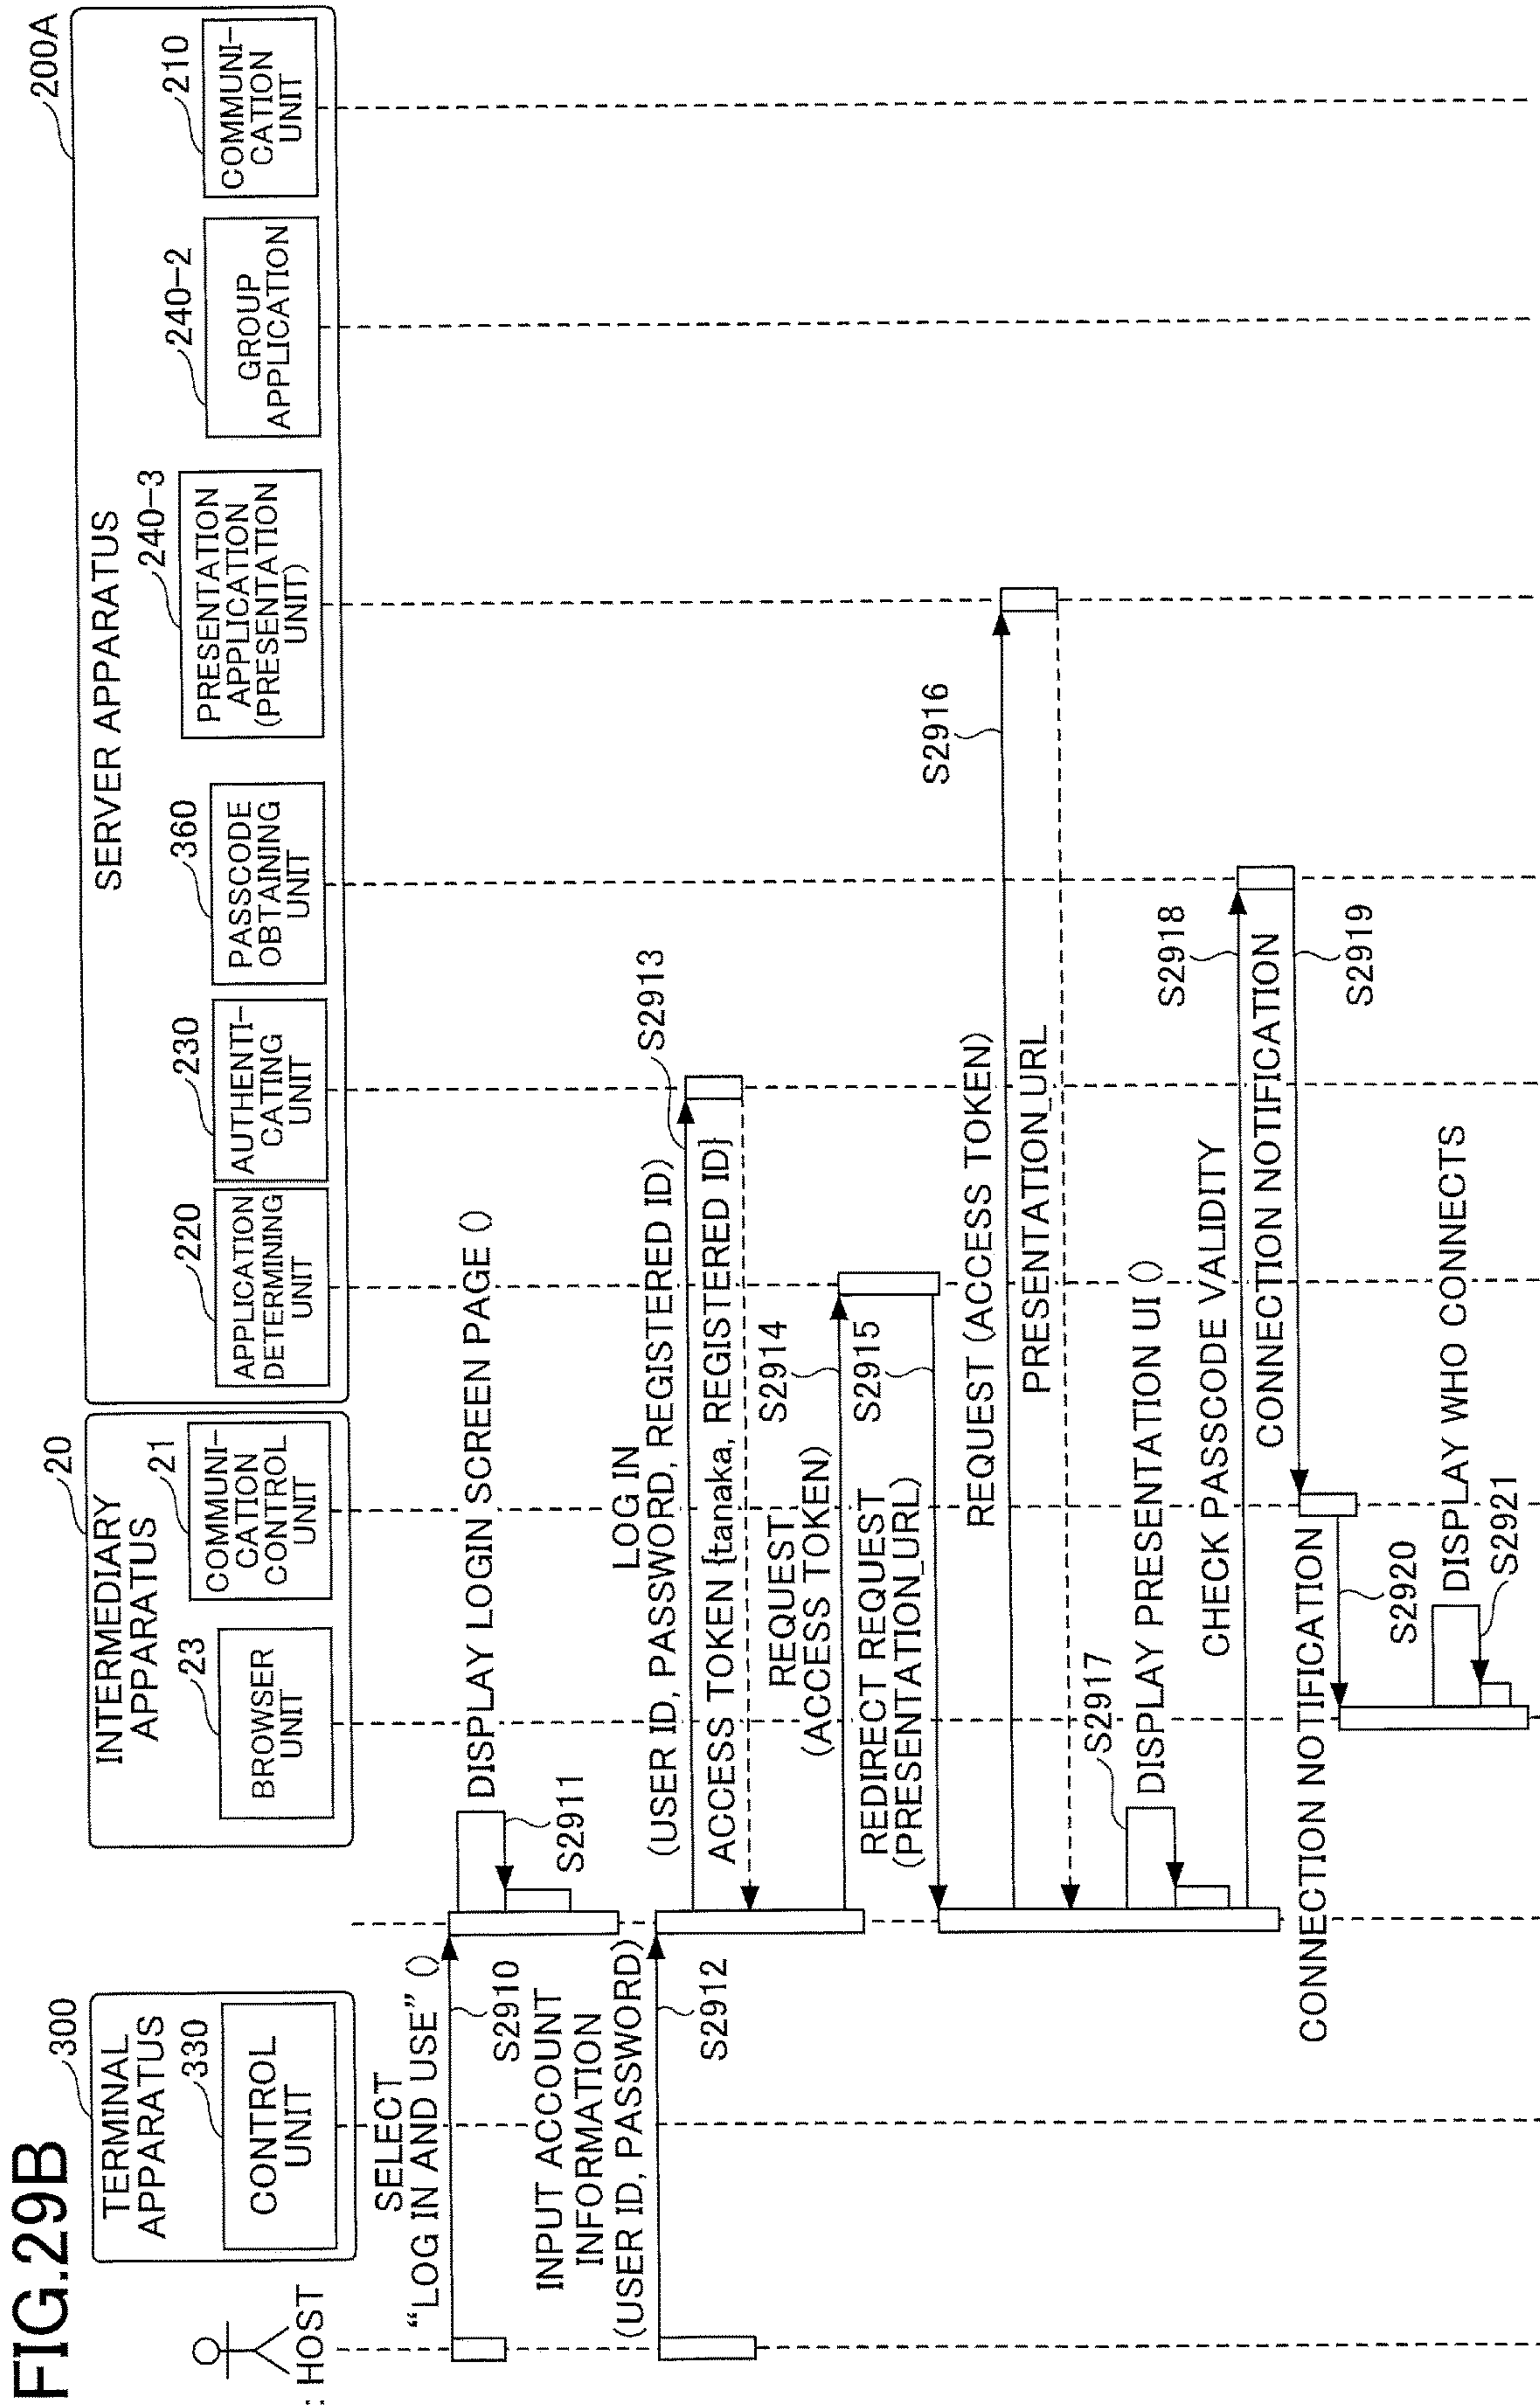 FIG.29B
: HOST
300
TERMINAL
APPARATUS
330
CONTROL
UNIT
20
INTERMEDIARY
APPARATUS
23
BROWSER
UNIT
21
COMMUNI-
CATION
CONTROL
UNIT
200A
SERVER APPARATUS
220
APPLICATION
DETERMINING
UNIT
230
AUTHENTI-
CATING
UNIT
360
PASSCODE
OBTAINING
UNIT
240-3
PRESENTATION
APPLICATION
(PRESENTATION
UNIT)
240-2
GROUP
APPLICATION
210
COMMUNI-
CATION
UNIT
SELECT
“LOG IN AND USE” ()
S2910
DISPLAY LOGIN SCREEN PAGE ()
S2911
INPUT ACCOUNT
INFORMATION
(USER ID, PASSWORD)
S2912
LOG IN
(USER ID, PASSWORD, REGISTERED ID)
S2913
ACCESS TOKEN {tanaka, REGISTERED ID}
REQUEST
(ACCESS TOKEN)
S2914
REDIRECT REQUEST
(PRESENTATION_URL)
S2915
REQUEST (ACCESS TOKEN)
S2916
PRESENTATION_URL
S2917
DISPLAY PRESENTATION UI ()
CHECK PASSCODE VALIDITY
S2918
CONNECTION NOTIFICATION
S2919
CONNECTION NOTIFICATION
S2920
DISPLAY WHO CONNECTS
S2921